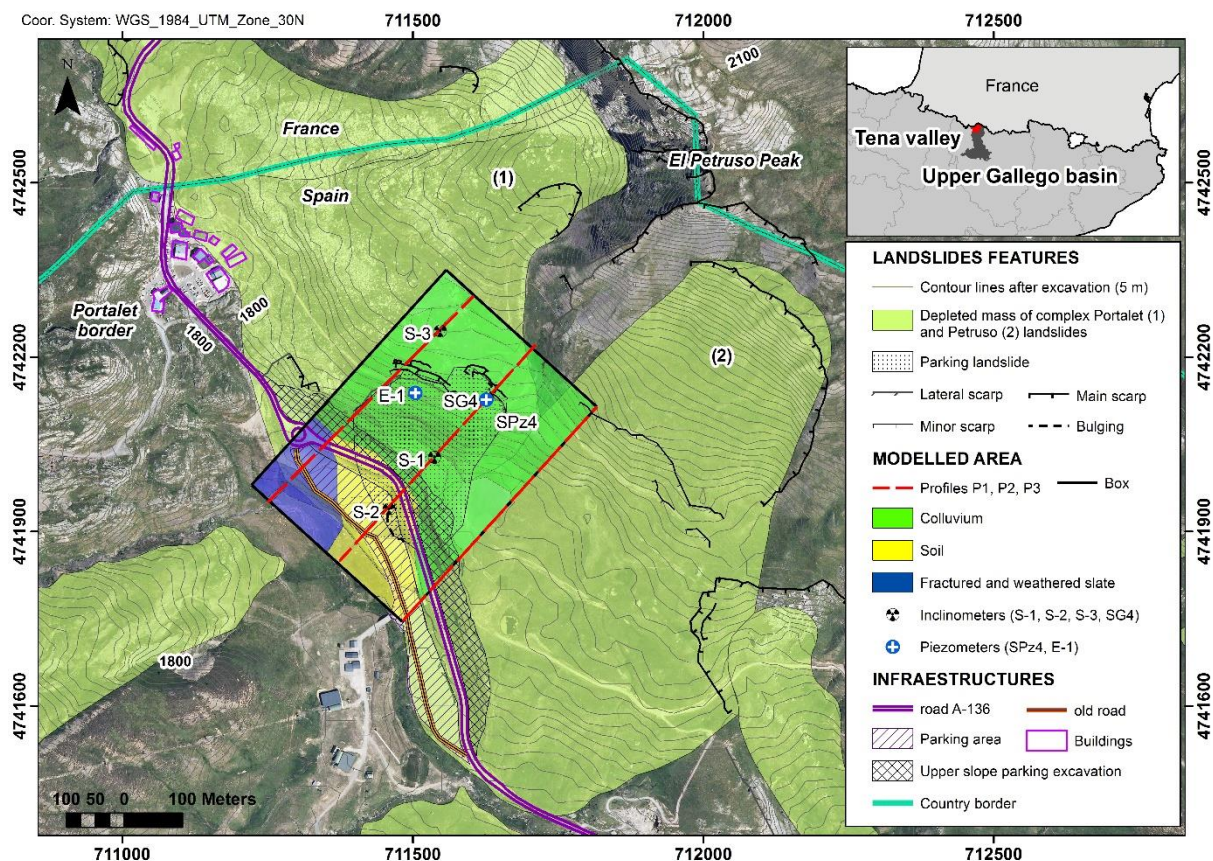 Coor. System: WGS_1984_UTM_Zone_30N
711500
712000
712500
N
2100
France
Spain
(1)
El Petruso Peak
France
Tena valley
Upper Gallego basin
4742500
4742500
Portalet
border
1800
1800
S-3
(2)
4742200
4742200
E-1
SG4
SPz4
S-1
S-2
4741900
4741900
1800
4741600
4741600
100 50 0 100 Meters
711000
711500
712000
712500
LANDSLIDES FEATURES
Contour lines after excavation (5 m)
Depleted mass of complex Portalet (1)
and Petruso (2) landslides
Parking landslide
Lateral scarp
Main scarp
Minor scarp
Bulging
MODELLED AREA
Profiles P1, P2, P3
Box
Colluvium
Soil
Fractured and weathered slate
Inclinometers (S-1, S-2, S-3, SG4)
Piezometers (SPz4, E-1)
INFRAESTRUCTURES
road A-136
old road
Parking area
Buildings
Upper slope parking excavation
Country border